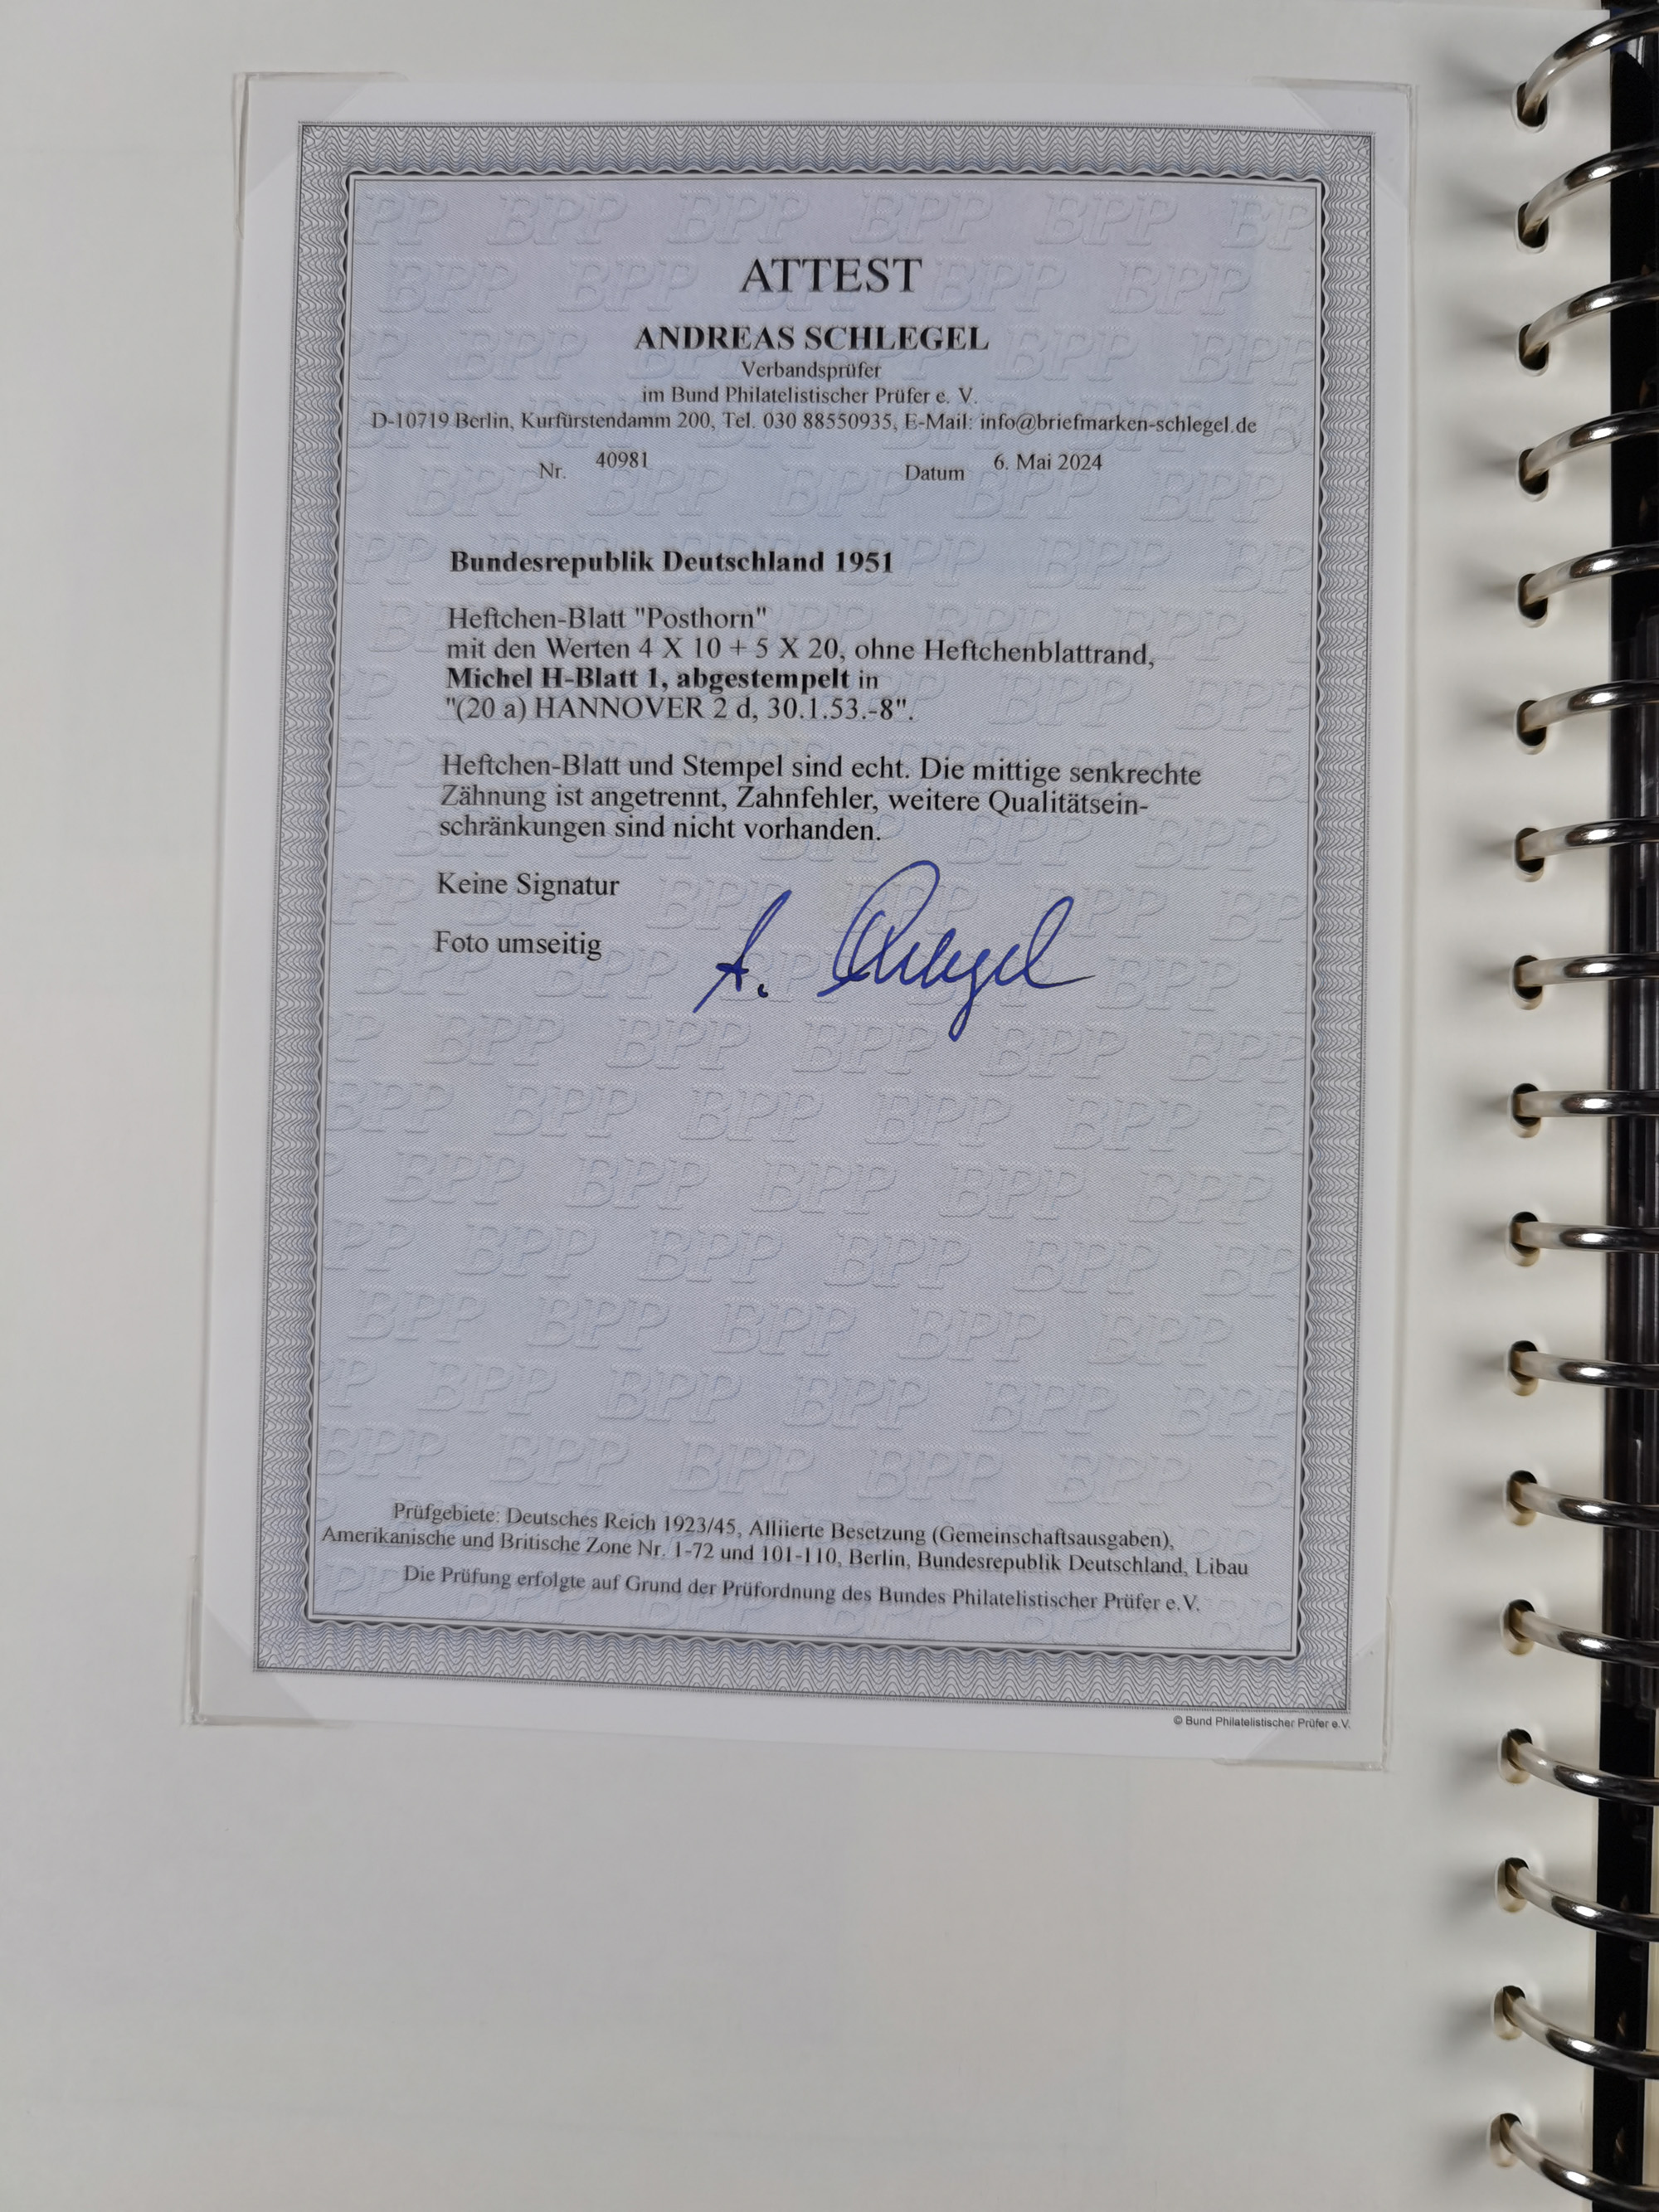 ATTEST
ANDREAS SCHLEGEL
Verbandsprüfer
im Bund Philatelistischer Prüfer e. V.
D-10719 Berlin, Kurfürstendamm 200, Tel. 030 88550935, E-Mail: info@briefmarken-schlegel.de
Nr. 40981 Datum 6. Mai 2024
Bundesrepublik Deutschland 1951
Heftchen-Blatt "Posthorn"
mit den Werten 4 X 10 + 5 X 20, ohne Heftchenblattrand,
Michel H-Blatt 1, abgestempelt in
"(20 a) HANNOVER 2 d, 30.1.53.-8".
Heftchen-Blatt und Stempel sind echt. Die mittige senkrechte
Zähnung ist angetrennt, Zahnfehler, weitere Qualitätsein-
schränkungen sind nicht vorhanden.
Keine Signatur
Foto umseitig
A. Schlegel
Prüfgebiete: Deutsches Reich 1923/45, Alliierte Besetzung (Gemeinschaftsausgaben),
Amerikanische und Britische Zone Nr. 1-72 und 101-110, Berlin, Bundesrepublik Deutschland, Libau
Die Prüfung erfolgte auf Grund der Prüfordnung des Bundes Philatelistischer Prüfer e.V.
© Bund Philatelistischer Prüfer e.V.